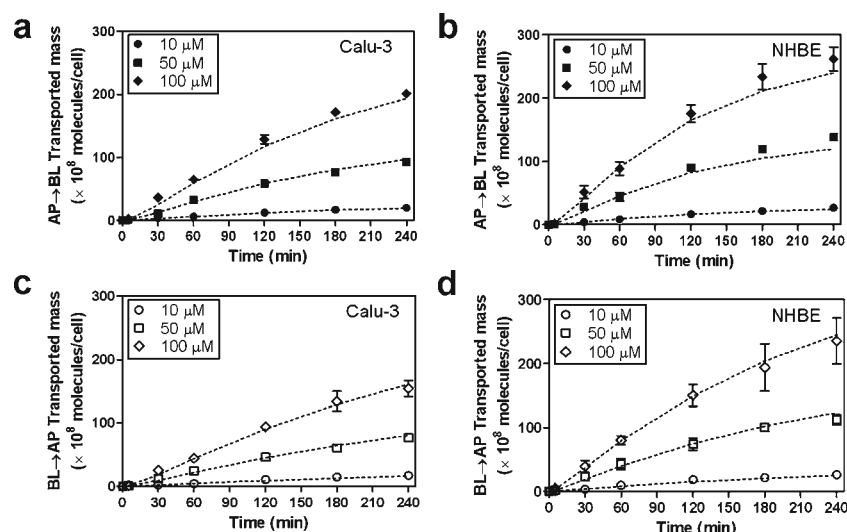 a
Calu-3
10 μM
50 μM
100 μM
AP→BL Transported mass
(× 10⁸ molecules/cell)
300
200
100
0
0 30 60 90 120 150 180 210 240
Time (min)
b
NHBE
10 μM
50 μM
100 μM
AP→BL Transported mass
(× 10⁸ molecules/cell)
300
200
100
0
0 30 60 90 120 150 180 210 240
Time (min)
c
Calu-3
10 μM
50 μM
100 μM
BL→AP Transported mass
(× 10⁸ molecules/cell)
300
200
100
0
0 30 60 90 120 150 180 210 240
Time (min)
d
NHBE
10 μM
50 μM
100 μM
BL→AP Transported mass
(× 10⁸ molecules/cell)
300
200
100
0
0 30 60 90 120 150 180 210 240
Time (min)